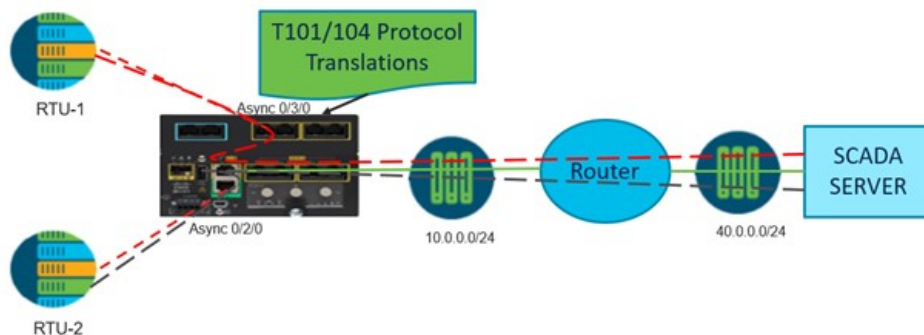 T101/104 Protocol
Translations
RTU-1
Async 0/3/0
Router
SCADA
SERVER
Async 0/2/0
10.0.0.0/24
40.0.0.0/24
RTU-2